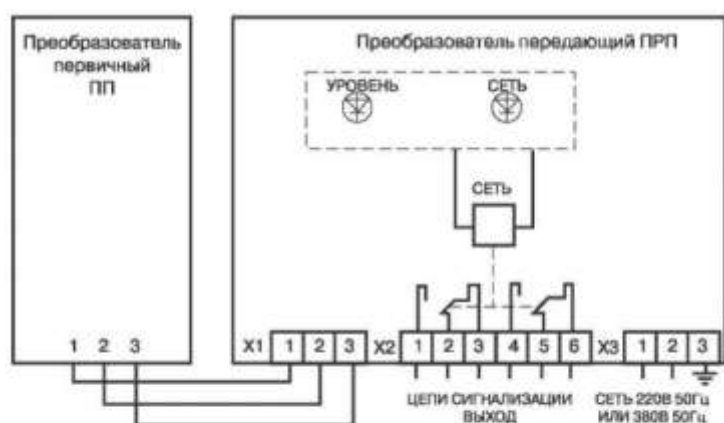 Преобразователь
первичный
ПП
Преобразователь передающий ПРП
УРОВЕНЬ
СЕТЬ
СЕТЬ
1 2 3
X1 1 2 3
X2 1 2 3 4 5 6
X3 1 2 3
ЦЕПИ СИГНАЛИЗАЦИИ
ВЫХОД
СЕТЬ 220В 50Гц
ИЛИ 380В 50Гц